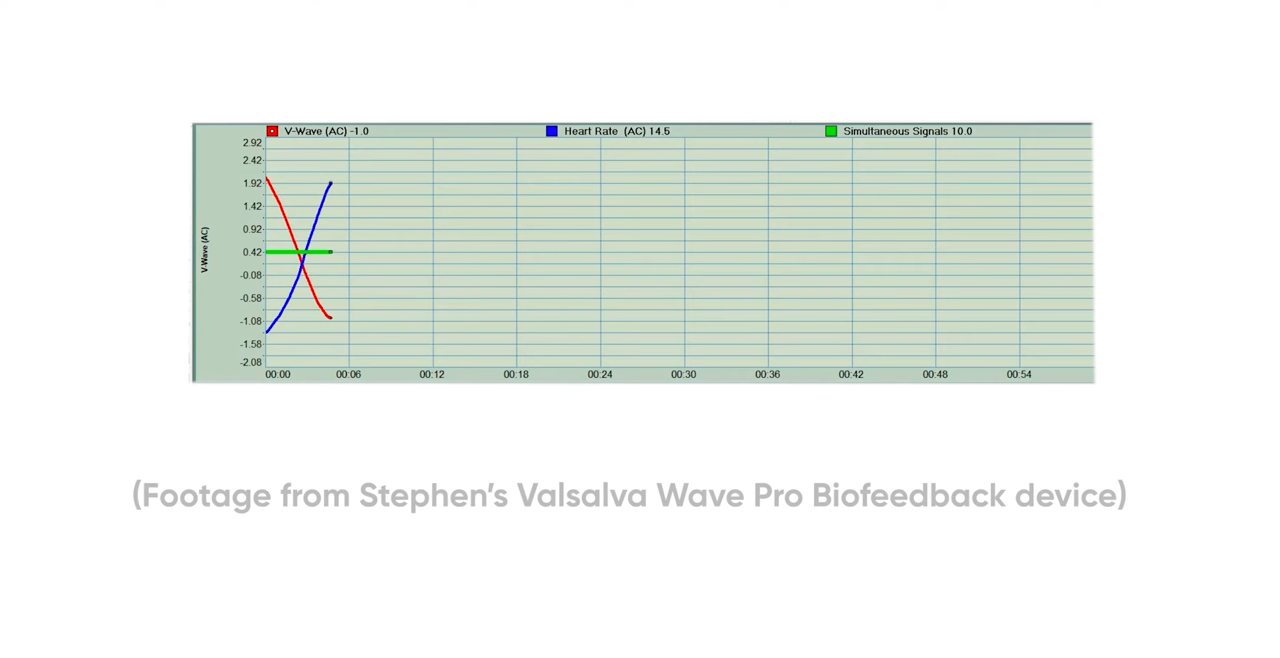 V-Wave (AC) -1.0
Heart Rate (AC) 14.5
Simultaneous Signals 10.0
V-Wave (AC)
2.92
2.42
1.92
1.42
0.92
0.42
-0.08
-0.58
-1.08
-1.58
-2.08
00:00 00:06 00:12 00:18 00:24 00:30 00:36 00:42 00:48 00:54
(Footage from Stephen’s Valsalva Wave Pro Biofeedback device)